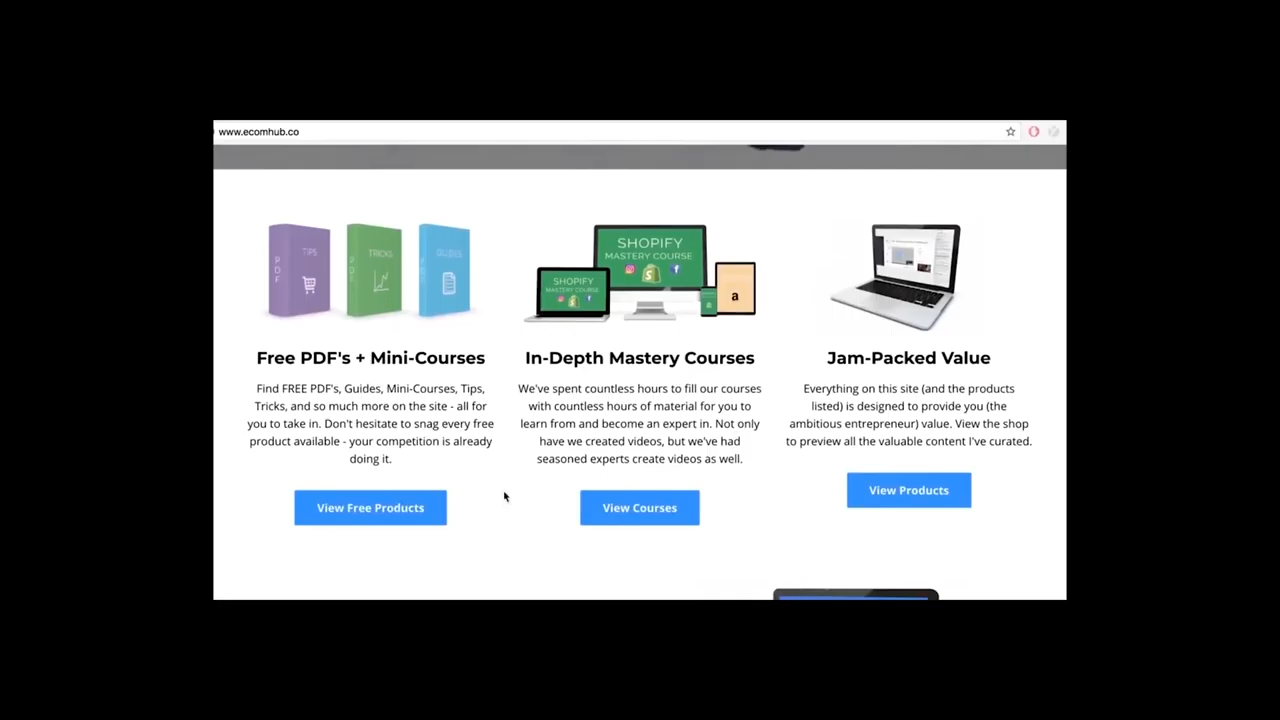 www.ecomhub.co
PDF
TIPS
PDF
TRICKS
PDF
GUIDES
SHOPIFY
MASTERY COURSE
SHOPIFY
MASTERY COURSE
a
a
Free PDF's + Mini-Courses
Find FREE PDF's, Guides, Mini-Courses, Tips,
Tricks, and so much more on the site - all for
you to take in. Don't hesitate to snag every free
product available - your competition is already
doing it.
View Free Products
In-Depth Mastery Courses
We've spent countless hours to fill our courses
with countless hours of material for you to
learn from and become an expert in. Not only
have we created videos, but we've had
seasoned experts create videos as well.
View Courses
Jam-Packed Value
Everything on this site (and the products
listed) is designed to provide you (the
ambitious entrepreneur) value. View the shop
to preview all the valuable content I've curated.
View Products